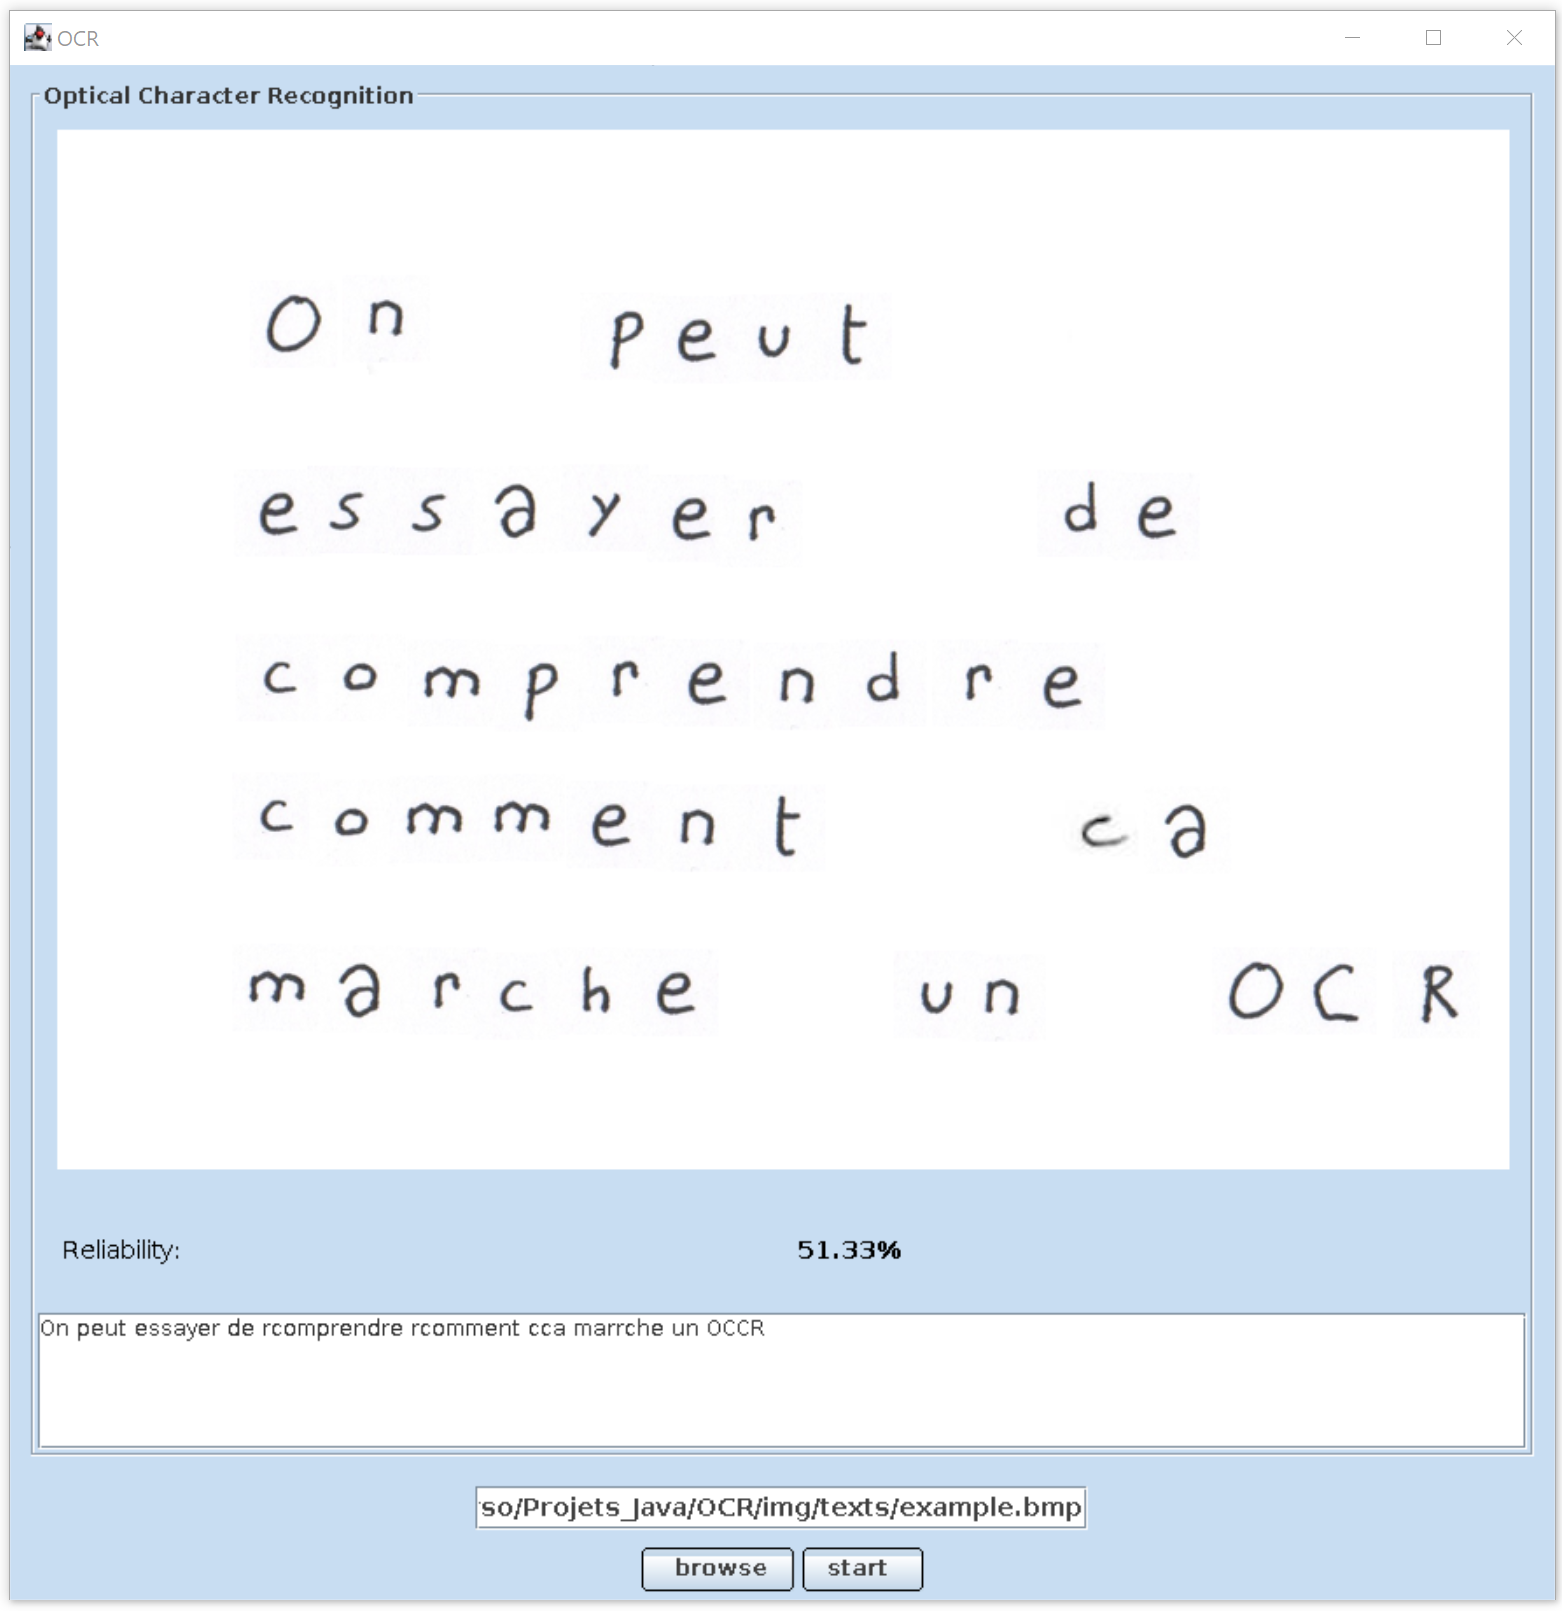 OCR
Optical Character Recognition
On peut
essayer de
comprendre
comment ca
marche un OCR
Reliability: 51.33%
On peut essayer de rcomprendre rcomment cca marrche un OCCR
so/Projets_Java/OCR/img/texts/example.bmp
browse start